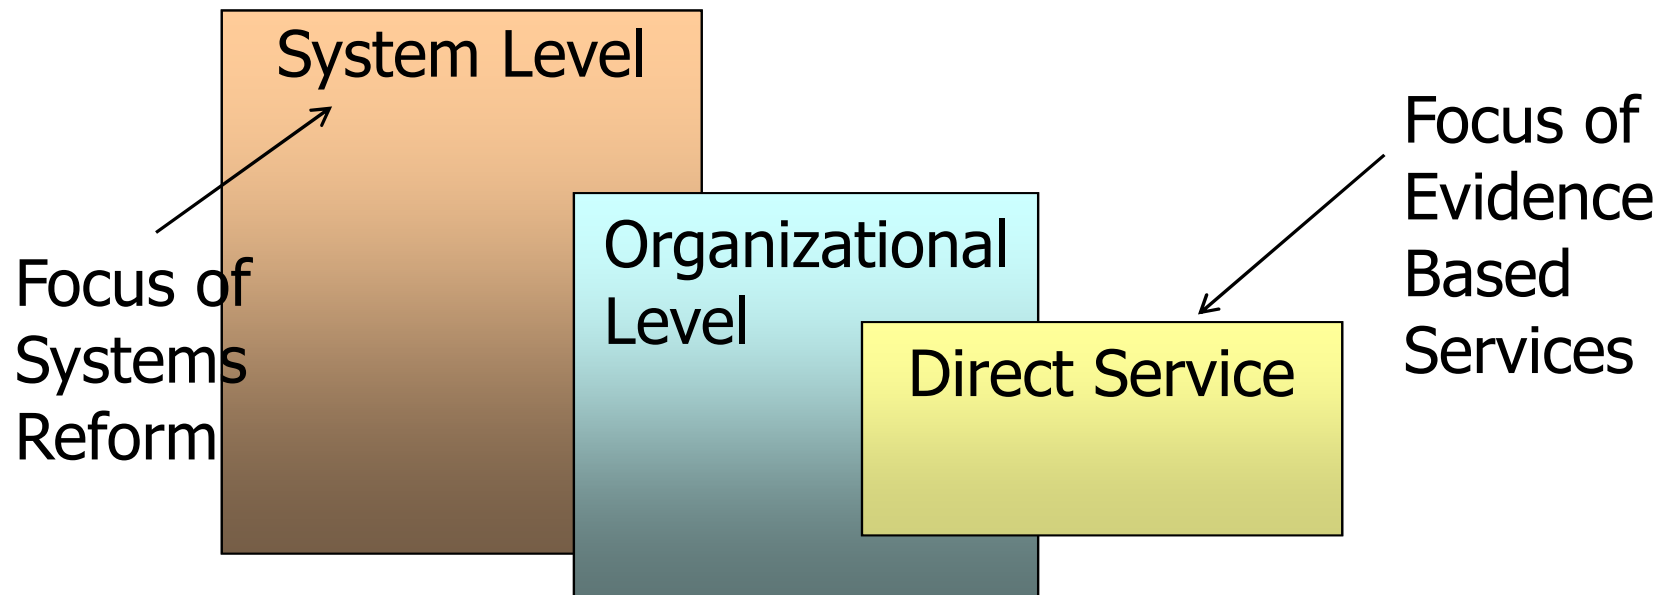 System Level
Focus of
Systems
Reform
Organizational
Level
Direct Service
Focus of
Evidence
Based
Services